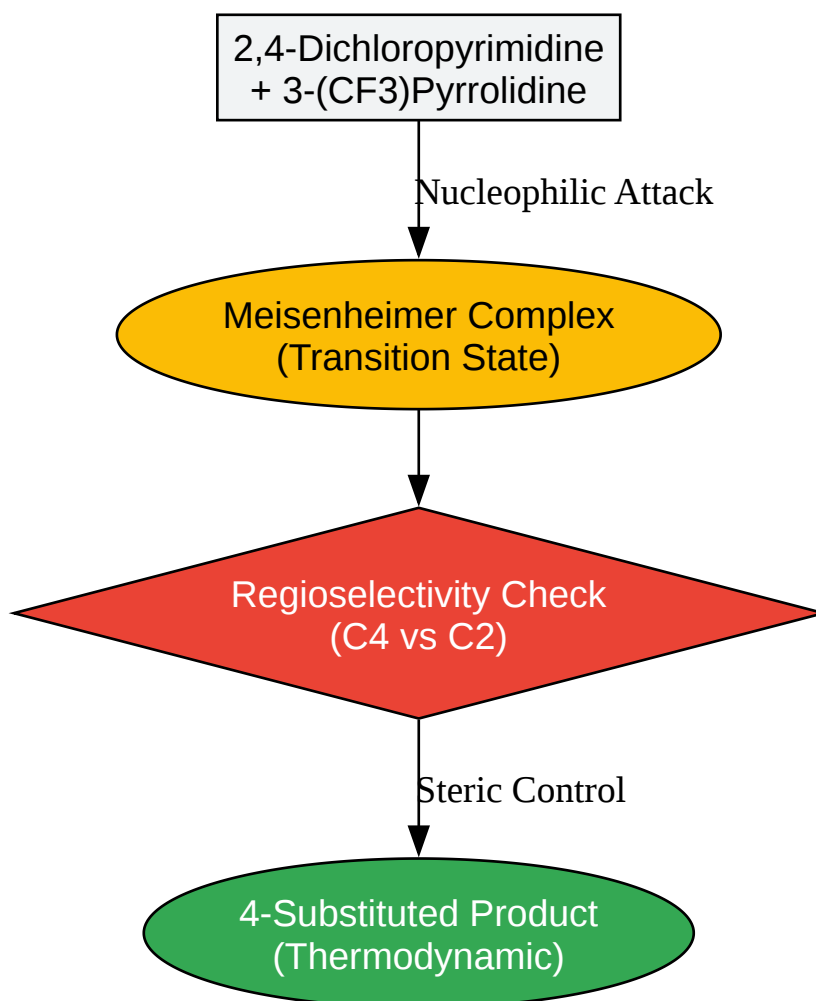 2,4-Dichloropyrimidine
+ 3-(CF3)Pyrrolidine
Nucleophilic Attack
Meisenheimer Complex
(Transition State)
Regioselectivity Check
(C4 vs C2)
Steric Control
4-Substituted Product
(Thermodynamic)